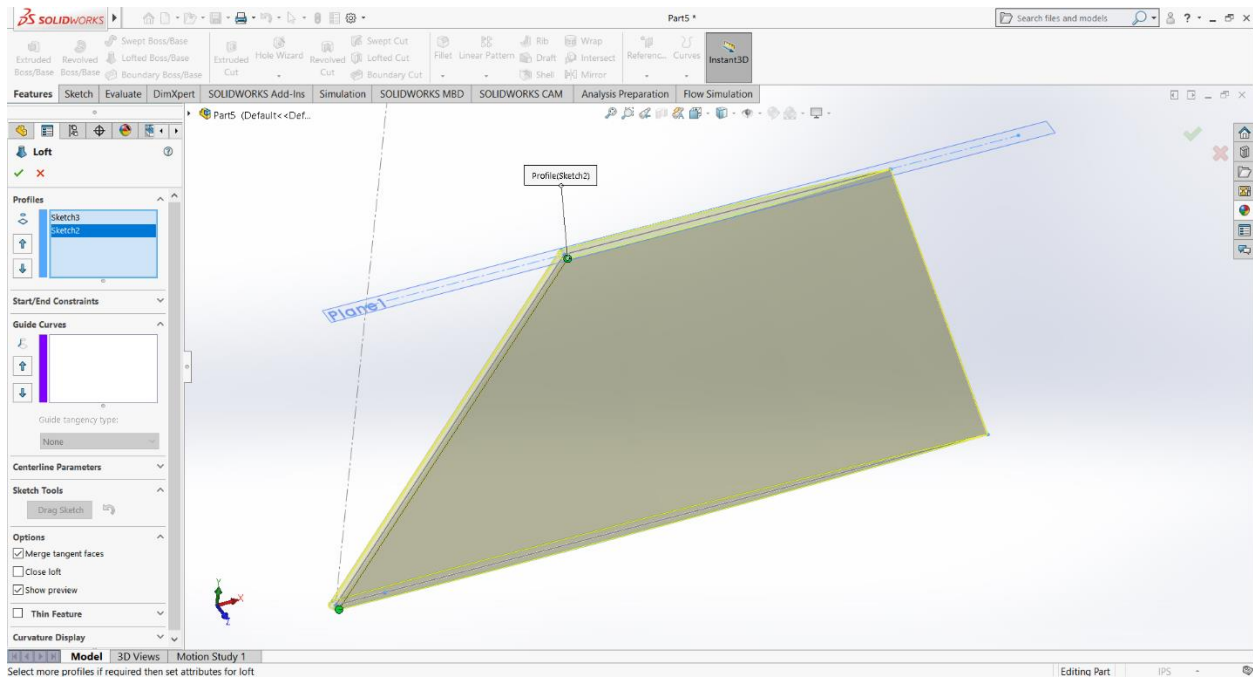 SOLIDWORKS
Part5 *
Search files and models
Extruded Boss/Base
Revolved Boss/Base
Swept Boss/Base
Lofted Boss/Base
Boundary Boss/Base
Extruded Cut
Hole Wizard
Revolved Cut
Swept Cut
Lofted Cut
Boundary Cut
Fillet
Linear Pattern
Rib
Draft
Shell
Wrap
Intersect
Mirror
Referenc...
Curves
Instant3D
Features
Sketch
Evaluate
DimXpert
SOLIDWORKS Add-Ins
Simulation
SOLIDWORKS MBD
SOLIDWORKS CAM
Analysis Preparation
Flow Simulation
Part5 (Default<<Def...
Loft
Profiles
Sketch3
Sketch2
Start/End Constraints
Guide Curves
Guide tangency type:
None
Centerline Parameters
Sketch Tools
Drag Sketch
Options
Merge tangent faces
Close loft
Show preview
Thin Feature
Curvature Display
Profile(Sketch2)
Plane1
Y
X
Z
Model
3D Views
Motion Study 1
Select more profiles if required then set attributes for loft
Editing Part
IPS